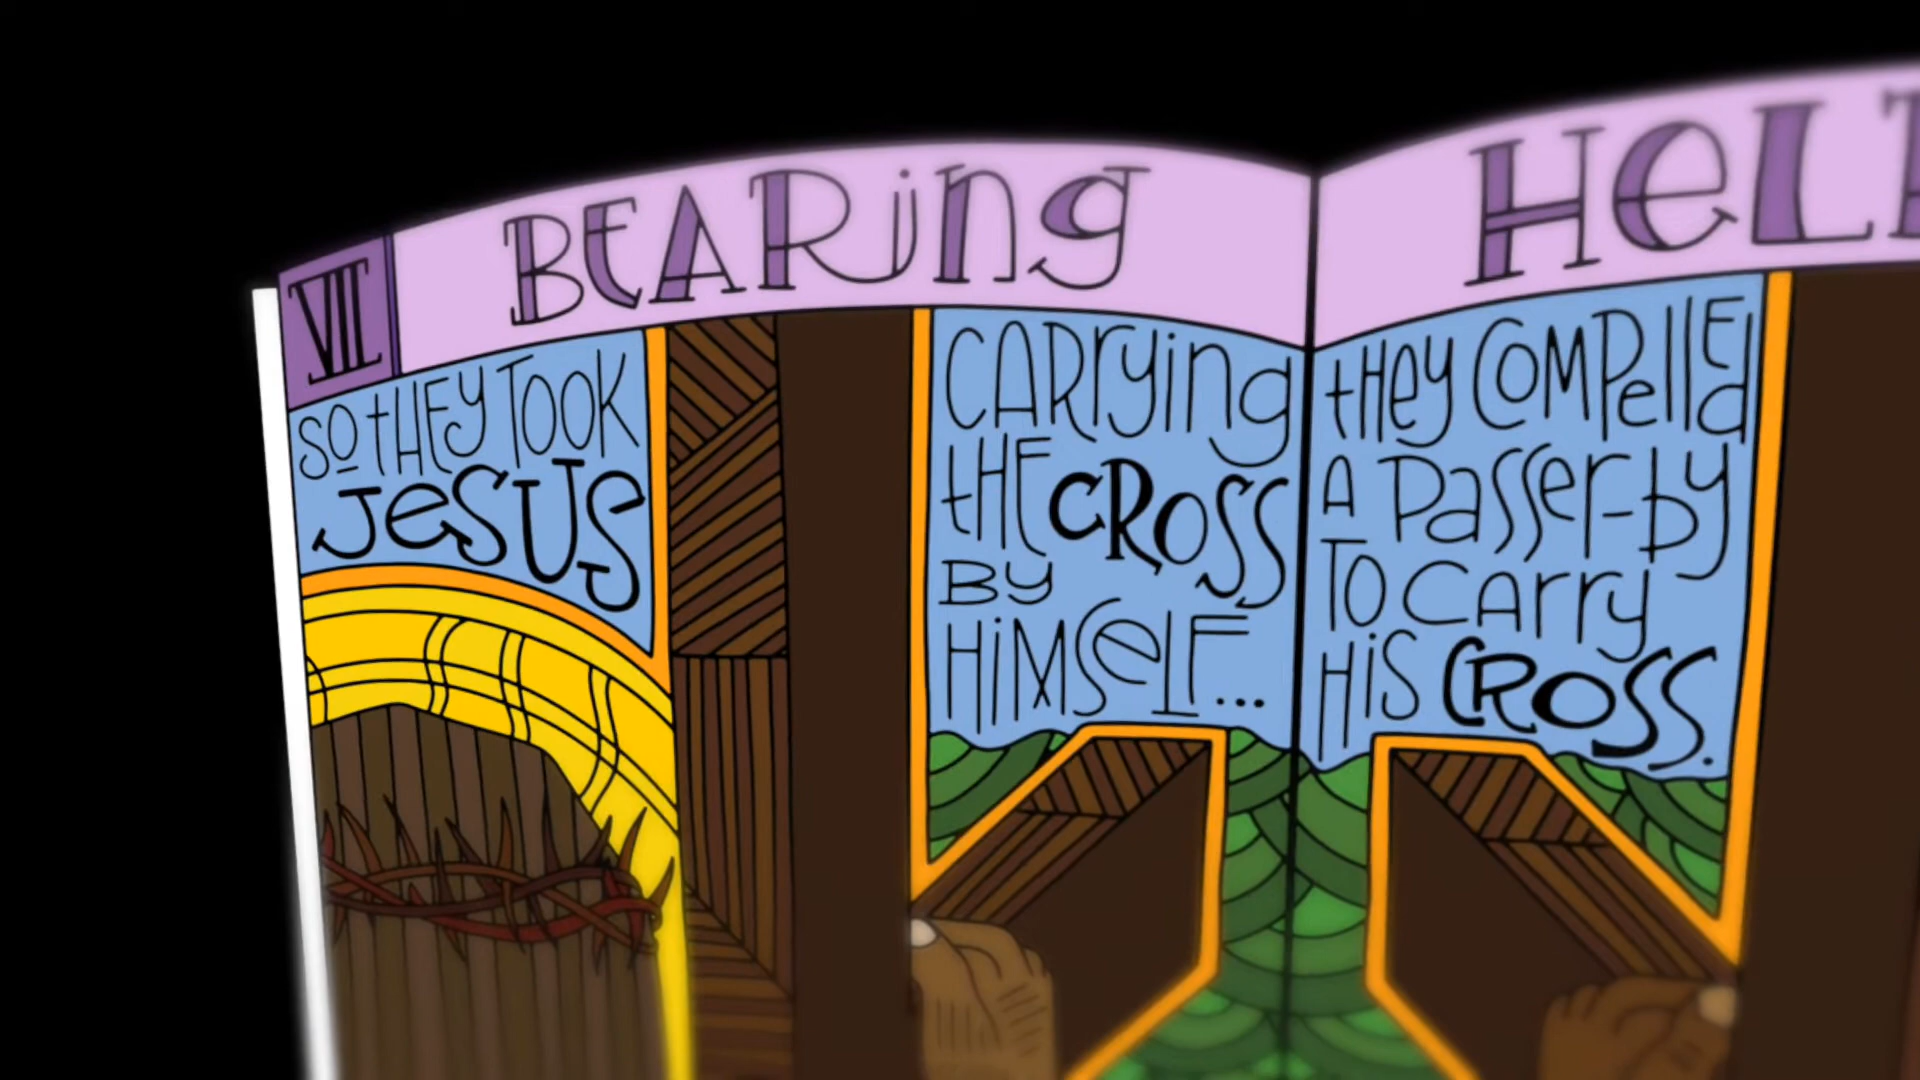 VII
BEARing
so tHEy TOOK
JeSUS
CARryinG
tHE CROSS
By
HiMSelF...
HeL
tHey COMPellEd
A Passer-by
TO CArry
His CROSS.